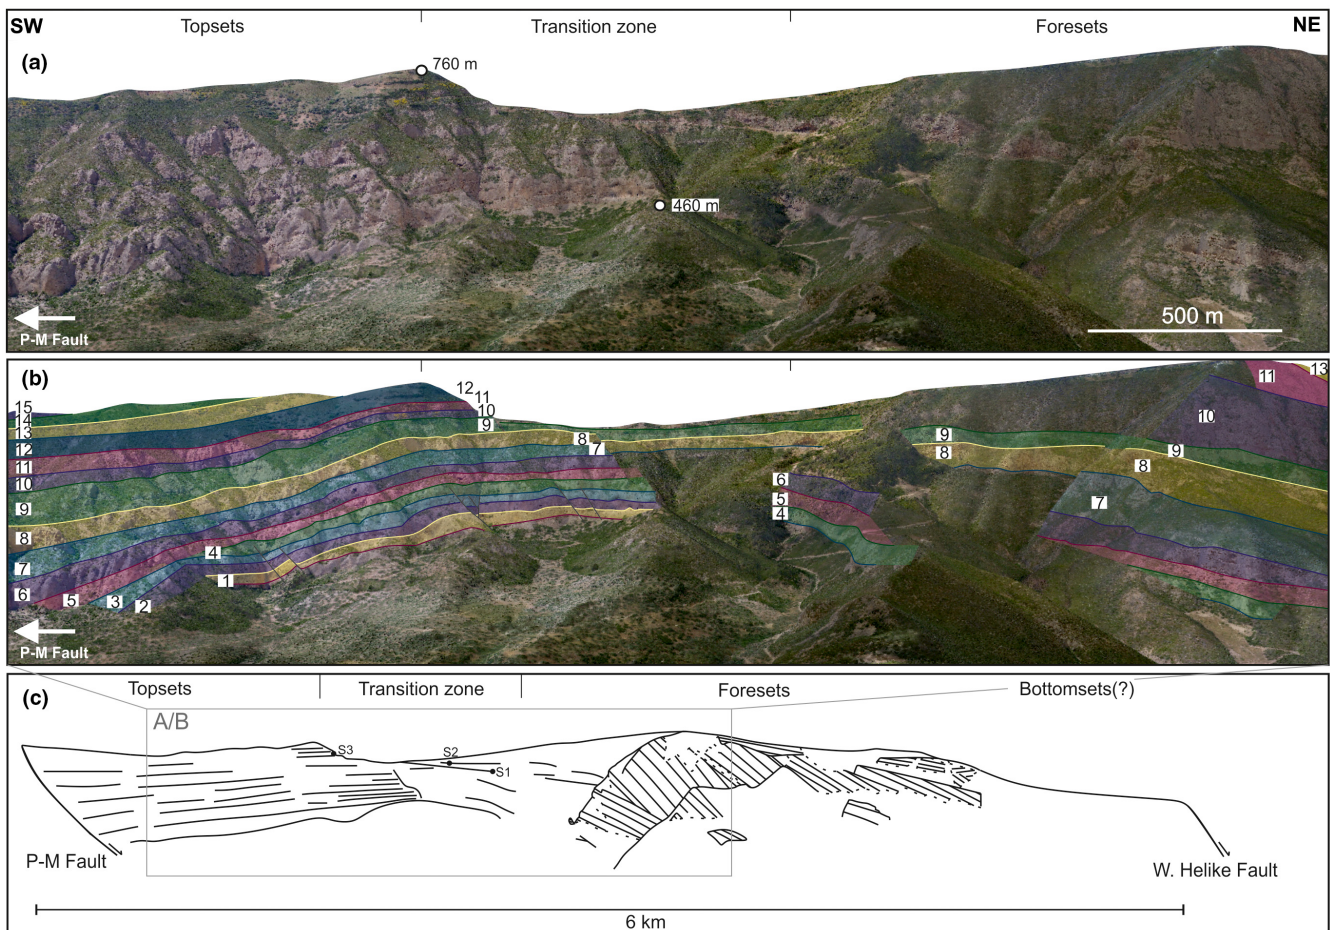 SW Topsets Transition zone Foresets NE
(a)
760 m
460 m
500 m
P-M Fault
(b)
15
14
13
12
11
10
9
8
7
6
5
3
2
4
1
12
11
10
9
8
7
6
5
4
9
8
7
8
9
10
11
13
P-M Fault
(c)
Topsets Transition zone Foresets Bottomsets(?)
A/B
S3
S2
S1
P-M Fault
W. Helike Fault
6 km